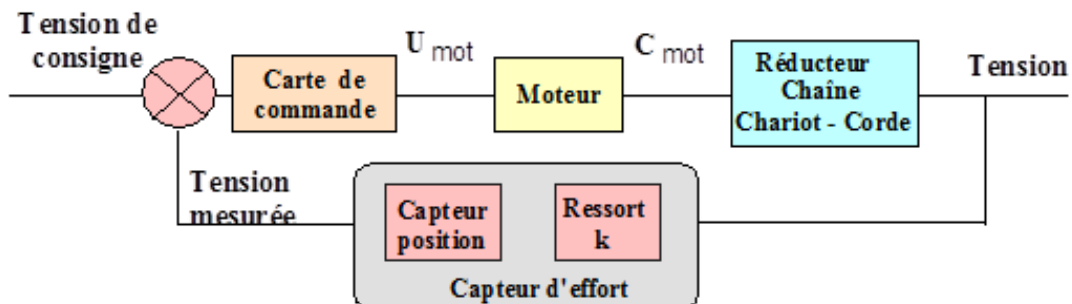 Tension de
consigne
U mot
C mot
Carte de
commande
Moteur
Réducteur
Chaîne
Chariot - Corde
Tension
Tension
mesurée
Capteur
position
Ressort
k
Capteur d'effort